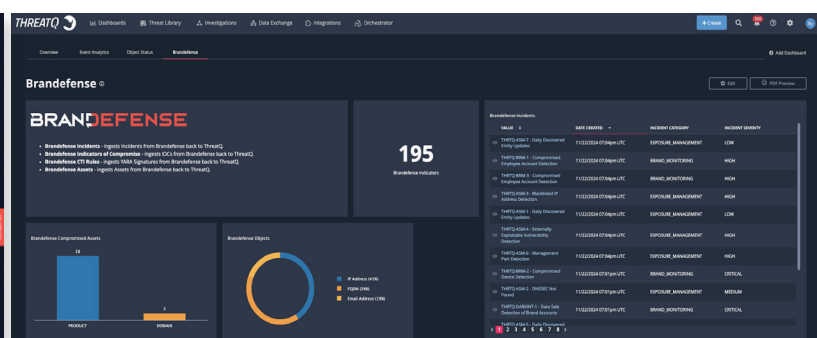 THREATQ
Dashboards
Threat Library
Investigations
Data Exchange
Integrations
Orchestrator
+ Create
Overview
Event Analytics
Object Status
Brandefense
Add Dashboard
Brandefense
Edit
PDF Preview
BRANDEFENSE
Brandefense Incidents - ingests Incidents from Brandefense back to ThreatQ.
Brandefense Indicators of Compromise - ingests IOCs from Brandefense back to ThreatQ.
Brandefense CTI Rules - ingests YARA Signatures from Brandefense back to ThreatQ.
Brandefense Assets - ingests Assets from Brandefense back to ThreatQ.
195
Brandefense Indicators
Brandefense Compromised Assets
18
2
PRODUCT
DOMAIN
Brandefense Objects
IP Address (41%)
FQDN (39%)
Email Address (19%)
Brandefense Incidents
VALUE
DATE CREATED
INCIDENT CATEGORY
INCIDENT SEVERITY
THRTQ-ASM-7 - Daily Discovered
Entity Updates
11/22/2024 07:04pm UTC
EXPOSURE_MANAGEMENT
LOW
THRTQ-BRM-1 - Compromised
Employee Account Detection
11/22/2024 07:04pm UTC
BRAND_MONITORING
HIGH
THRTQ-BRM-3 - Compromised
Employee Account Detection
11/22/2024 07:04pm UTC
BRAND_MONITORING
HIGH
THRTQ-ASM-3 - Blacklisted IP
Address Detection
11/22/2024 07:04pm UTC
EXPOSURE_MANAGEMENT
HIGH
THRTQ-ASM-1 - Daily Discovered
Entity Updates
11/22/2024 07:04pm UTC
EXPOSURE_MANAGEMENT
LOW
THRTQ-ASM-4 - Externally
Exploitable Vulnerability
Detection
11/22/2024 07:04pm UTC
EXPOSURE_MANAGEMENT
HIGH
THRTQ-ASM-6 - Management
Port Detection
11/22/2024 07:04pm UTC
EXPOSURE_MANAGEMENT
HIGH
THRTQ-BRM-2 - Compromised
Device Detection
11/22/2024 07:01pm UTC
BRAND_MONITORING
CRITICAL
THRTQ-ASM-2 - DNSSEC Not
Found
11/22/2024 07:01pm UTC
EXPOSURE_MANAGEMENT
MEDIUM
THRTQ-DARKINT-1 - Data Sale
Detection of Brand Accounts
11/22/2024 07:01pm UTC
BRAND_MONITORING
CRITICAL
THRTQ-ASM-5 - Daily Discovered
1 2 3 4 5 6 7 8